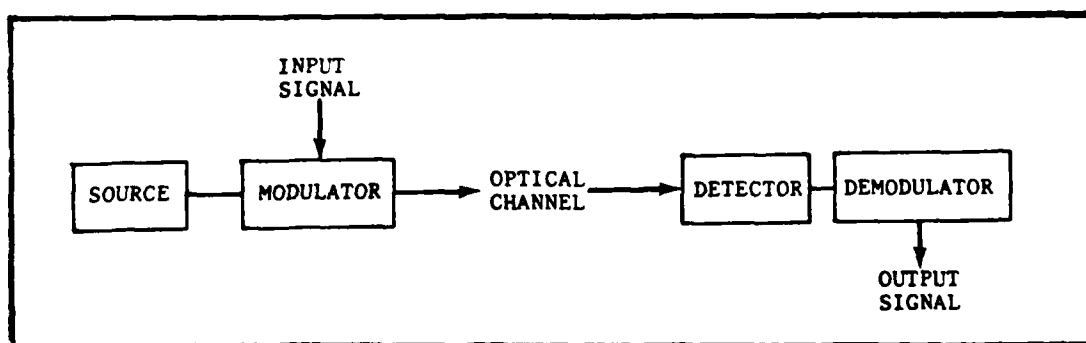 INPUT
SIGNAL
SOURCE
MODULATOR
OPTICAL
CHANNEL
DETECTOR
DEMODULATOR
OUTPUT
SIGNAL